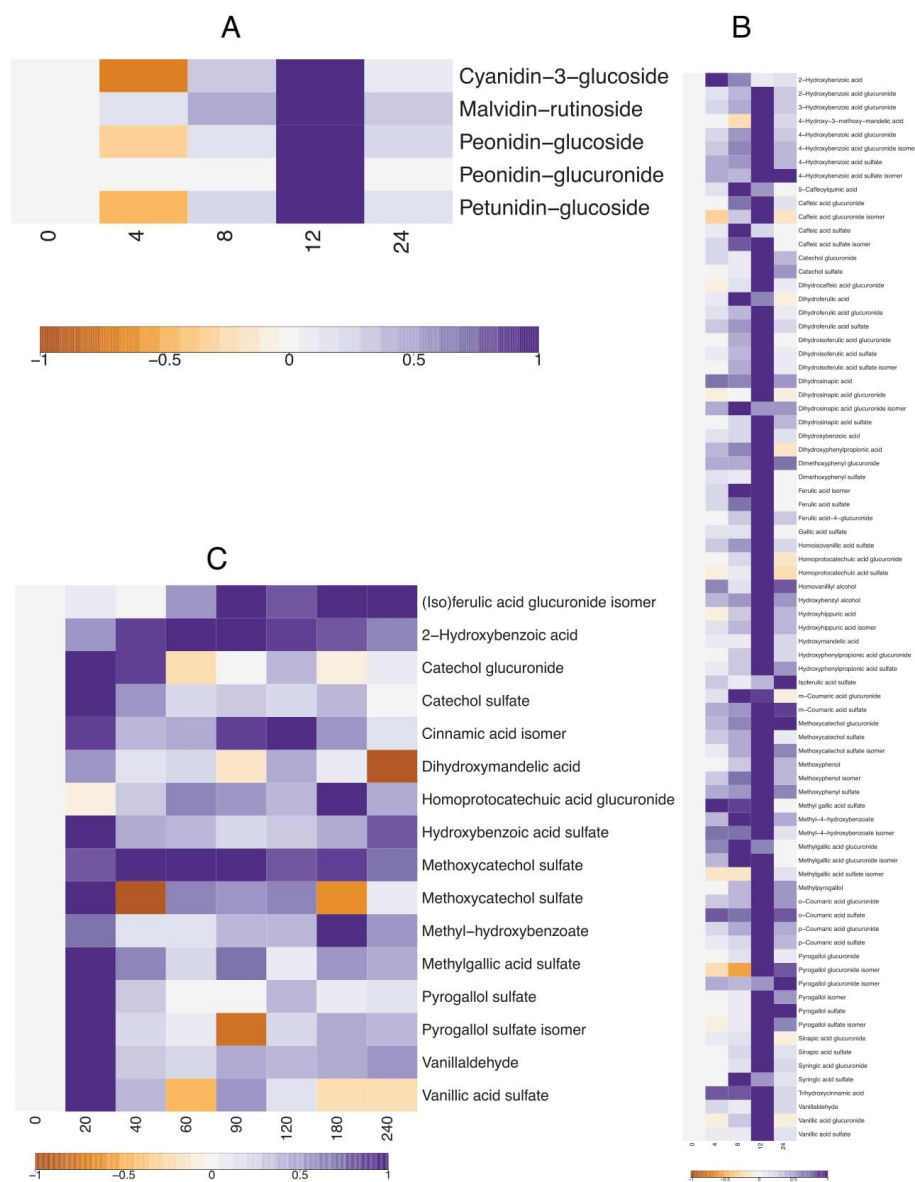 A
Cyanidin-3-glucoside
Malvidin-rutinoside
Peonidin-glucoside
Peonidin-glucuronide
Petunidin-glucoside
0 4 8 12 24
-1 -0.5 0 0.5 1
B
2-Hydroxybenzoic acid
2-Hydroxybenzoic acid glucuronide
3-Hydroxybenzoic acid glucuronide
4-Hydroxy-3-methoxy-mandelic acid
4-Hydroxybenzoic acid glucuronide
4-Hydroxybenzoic acid glucuronide isome
4-Hydroxybenzoic acid sulfate
4-Hydroxybenzoic acid sulfate isomer
5-Caffeoylquinic acid
Caffeic acid glucuronide
Caffeic acid glucuronide isomer
Caffeic acid sulfate
Caffeic acid sulfate isomer
Catechol glucuronide
Catechol sulfate
Dihydrocaffeic acid glucuronide
Dihydroferulic acid
Dihydroferulic acid glucuronide
Dihydroferulic acid sulfate
Dihydroisoferulic acid glucuronide
Dihydroisoferulic acid sulfate
Dihydroisoferulic acid sulfate isomer
Dihydrosinapic acid
Dihydrosinapic acid glucuronide
Dihydrosinapic acid glucuronide isomer
Dihydrosinapic acid sulfate
Dihydroxybenzoic acid
Dihydroxyphenylpropionic acid
Dimethoxyphenyl glucuronide
Dimethoxyphenyl sulfate
Ferulic acid isomer
Ferulic acid sulfate
Ferulic acid-4-glucuronide
Gallic acid sulfate
Homoisovanillic acid sulfate
Homoprotocatechuic acid glucuronide
Homoprotocatechuic acid sulfate
Homovanillyl alcohol
Hydroxybenzyl alcohol
Hydroxyhippuric acid
Hydroxyhippuric acid isomer
Hydroxymandelic acid
Hydroxyphenylpropionic acid glucuronide
Hydroxyphenylpropionic acid sulfate
Isoferulic acid sulfate
m-Coumaric acid glucuronide
m-Coumaric acid sulfate
Methoxycatechol glucuronide
Methoxycatechol sulfate
Methoxycatechol sulfate isomer
Methoxyphenol
Methoxyphenol isomer
Methoxyphenyl sulfate
Methyl gallic acid sulfate
Methyl-4-hydroxybenzoate
Methyl-4-hydroxybenzoate isomer
Methylgallic acid glucuronide
Methylgallic acid glucuronide isomer
Methylgallic acid sulfate isomer
Methylpyrogallol
o-Coumaric acid glucuronide
o-Coumaric acid sulfate
p-Coumaric acid glucuronide
p-Coumaric acid sulfate
Pyrogallol glucuronide
Pyrogallol glucuronide isomer
Pyrogallol glucuronide isomer
Pyrogallol isomer
Pyrogallol sulfate
Pyrogallol sulfate isomer
Sinapic acid glucuronide
Sinapic acid sulfate
Syringic acid glucuronide
Syringic acid sulfate
Trihydroxycinnamic acid
Vanillaldehyde
Vanillic acid glucuronide
Vanillic acid sulfate
0 4 8 12 24
-1 -0.5 0 0.5 1
C
(Iso)ferulic acid glucuronide isomer
2-Hydroxybenzoic acid
Catechol glucuronide
Catechol sulfate
Cinnamic acid isomer
Dihydroxymandelic acid
Homoprotocatechuic acid glucuronide
Hydroxybenzoic acid sulfate
Methoxycatechol sulfate
Methoxycatechol sulfate
Methyl-hydroxybenzoate
Methylgallic acid sulfate
Pyrogallol sulfate
Pyrogallol sulfate isomer
Vanillaldehyde
Vanillic acid sulfate
0 20 40 60 90 120 180 240
-1 -0.5 0 0.5 1